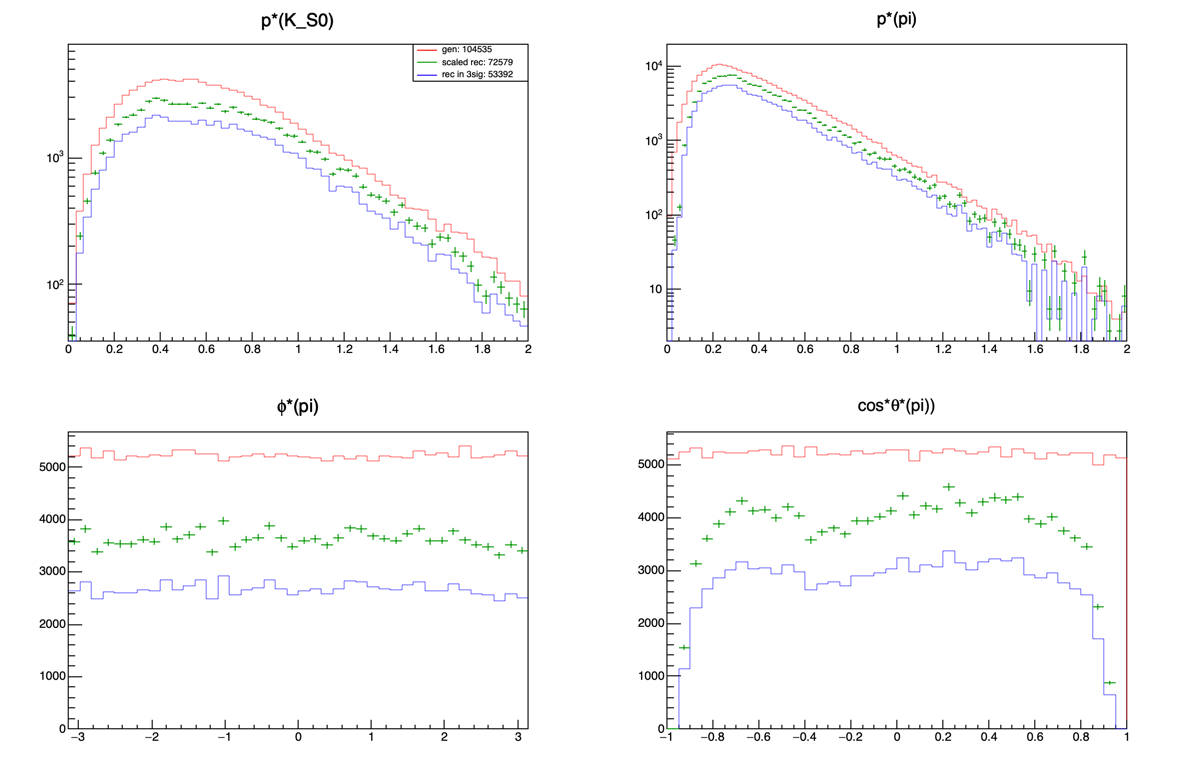 p*(K_S0)
gen: 104535
scaled rec: 72579
rec in 3sig: 53392
10³
10²
0 0.2 0.4 0.6 0.8 1 1.2 1.4 1.6 1.8 2
p*(pi)
10⁴
10³
10²
10
0 0.2 0.4 0.6 0.8 1 1.2 1.4 1.6 1.8 2
ϕ*(pi)
5000
4000
3000
2000
1000
0
−3 −2 −1 0 1 2 3
cos*θ*(pi))
5000
4000
3000
2000
1000
0
−1 −0.8 −0.6 −0.4 −0.2 0 0.2 0.4 0.6 0.8 1